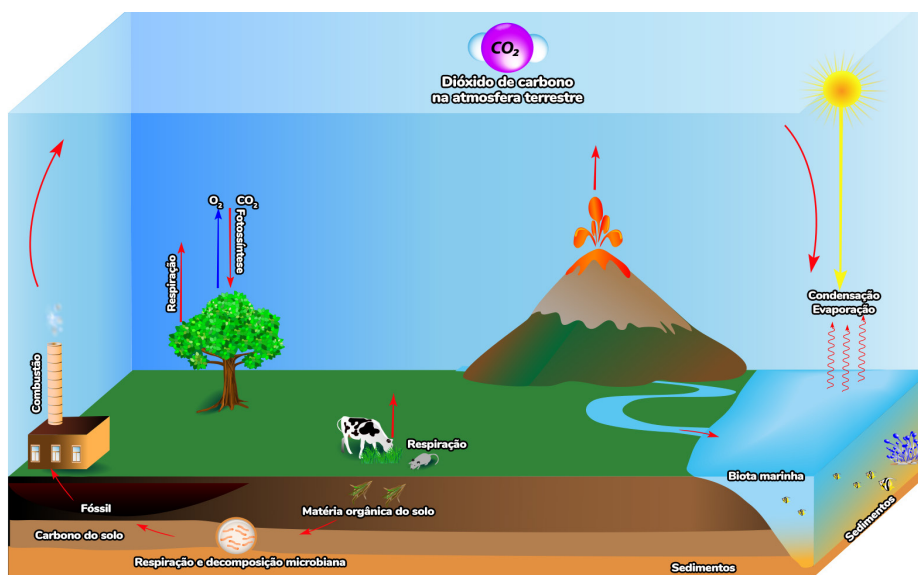 CO₂
Dióxido de carbono
na atmosfera terrestre
O₂ CO₂
Fotossíntese
Respiração
Condensação
Evaporação
Combustão
Respiração
Biota marinha
Fóssil
Matéria orgânica do solo
Carbono do solo
Respiração e decomposição microbiana
Sedimentos
Sedimentos